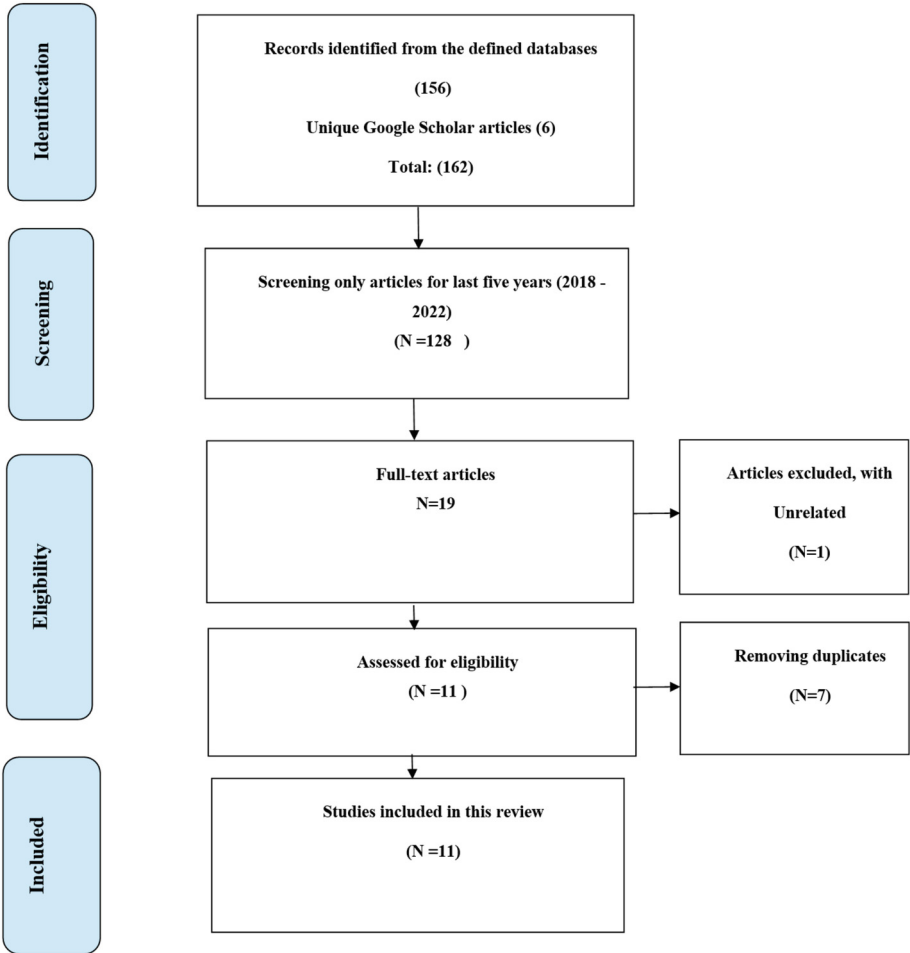 Identification
Records identified from the defined databases
(156)
Unique Google Scholar articles (6)
Total: (162)
Screening
Screening only articles for last five years (2018 -
2022)
(N =128 )
Eligibility
Full-text articles
N=19
Articles excluded, with
Unrelated
(N=1)
Assessed for eligibility
(N =11 )
Removing duplicates
(N=7)
Included
Studies included in this review
(N =11)